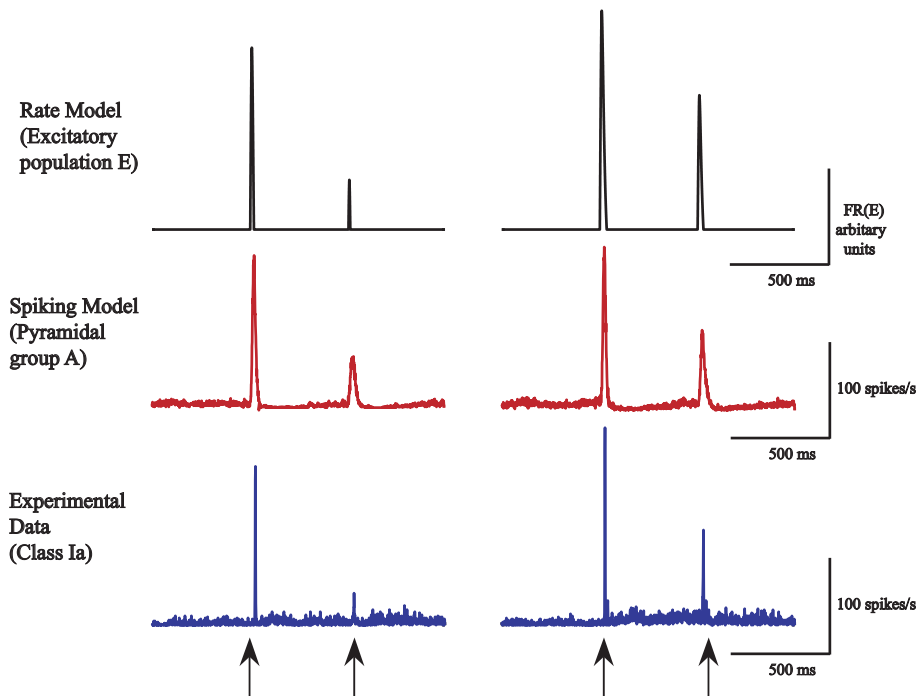 Rate Model
(Excitatory
population E)
FR(E)
arbitary
units
500 ms
Spiking Model
(Pyramidal
group A)
100 spikes/s
500 ms
Experimental
Data
(Class Ia)
100 spikes/s
500 ms